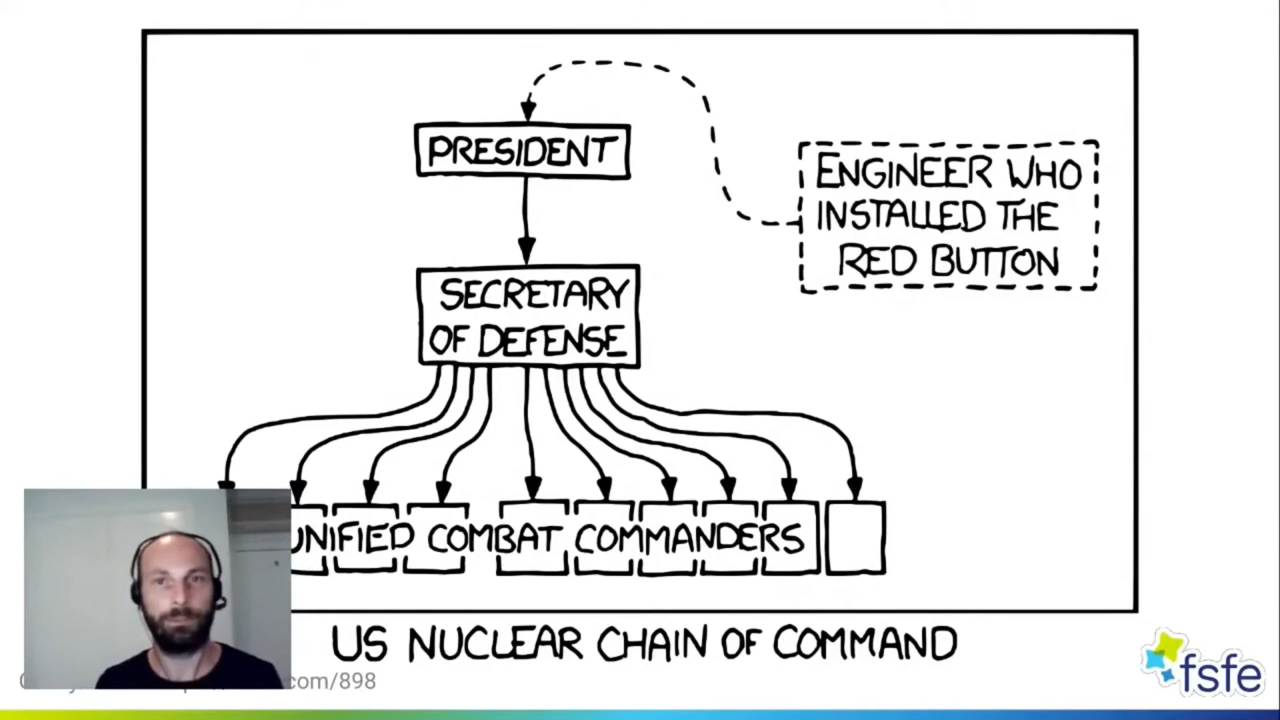 PRESIDENT
ENGINEER WHO
INSTALLED THE
RED BUTTON
SECRETARY
OF DEFENSE
UNIFIED COMBAT COMMANDERS
US NUCLEAR CHAIN OF COMMAND
com/898
fsfe